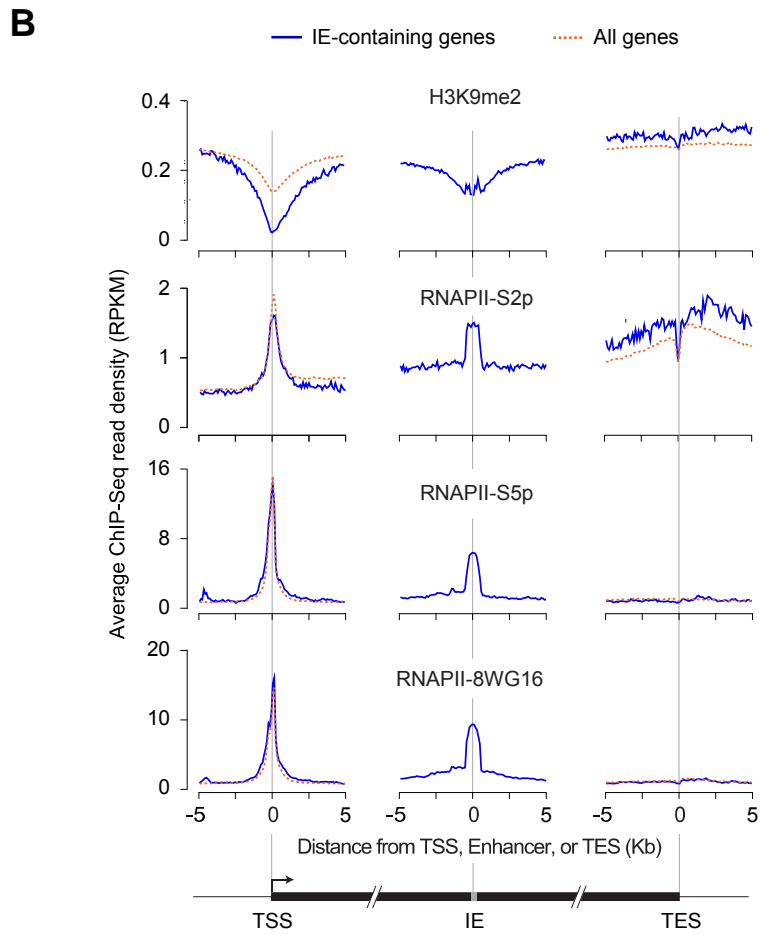 B
IE-containing genes All genes
H3K9me2
0.4
0.2
0
RNAPII-S2p
2
1
0
RNAPII-S5p
16
8
0
RNAPII-8WG16
20
10
0
Average ChIP-Seq read density (RPKM)
-5 0 5 -5 0 5 -5 0 5
Distance from TSS, Enhancer, or TES (Kb)
TSS IE TES